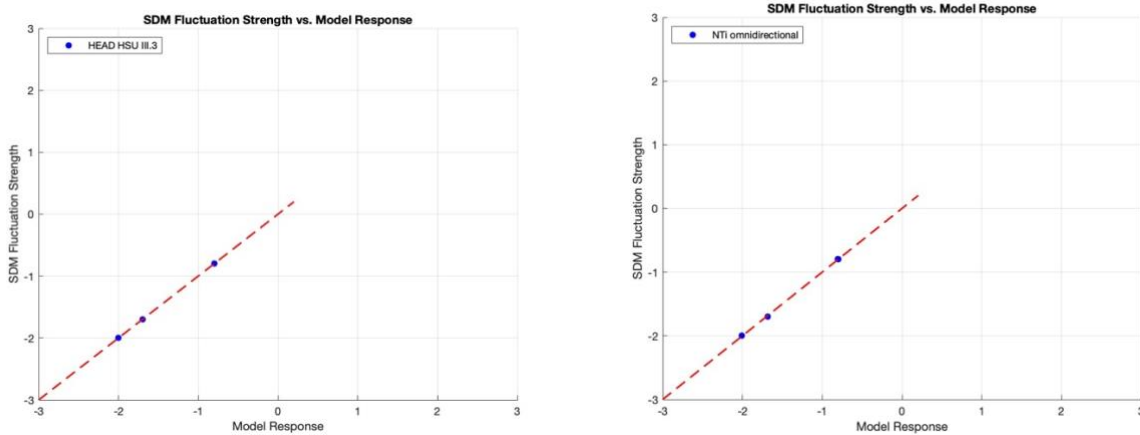 SDM Fluctuation Strength vs. Model Response
HEAD HSU III.3
3
2
1
0
-1
-2
-3
SDM Fluctuation Strength
-3 -2 -1 0 1 2 3
Model Response
SDM Fluctuation Strength vs. Model Response
NTi omnidirectional
3
2
1
0
-1
-2
-3
SDM Fluctuation Strength
-3 -2 -1 0 1 2 3
Model Response